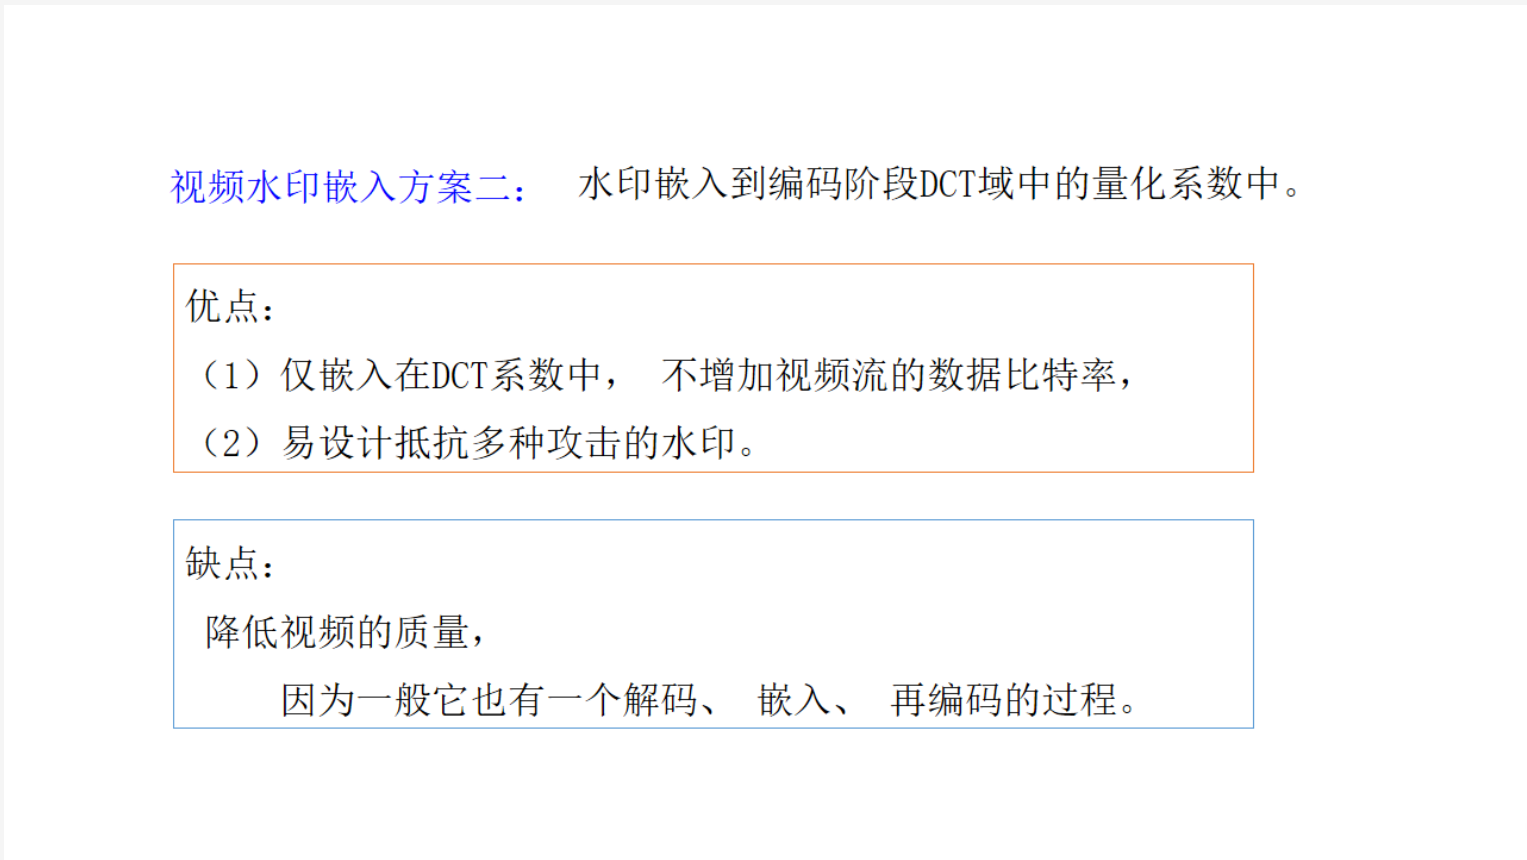 视频水印嵌入方案二： 水印嵌入到编码阶段DCT域中的量化系数中。
优点：
（1）仅嵌入在DCT系数中， 不增加视频流的数据比特率，
（2）易设计抵抗多种攻击的水印。
缺点：
降低视频的质量，
因为一般它也有一个解码、 嵌入、 再编码的过程。